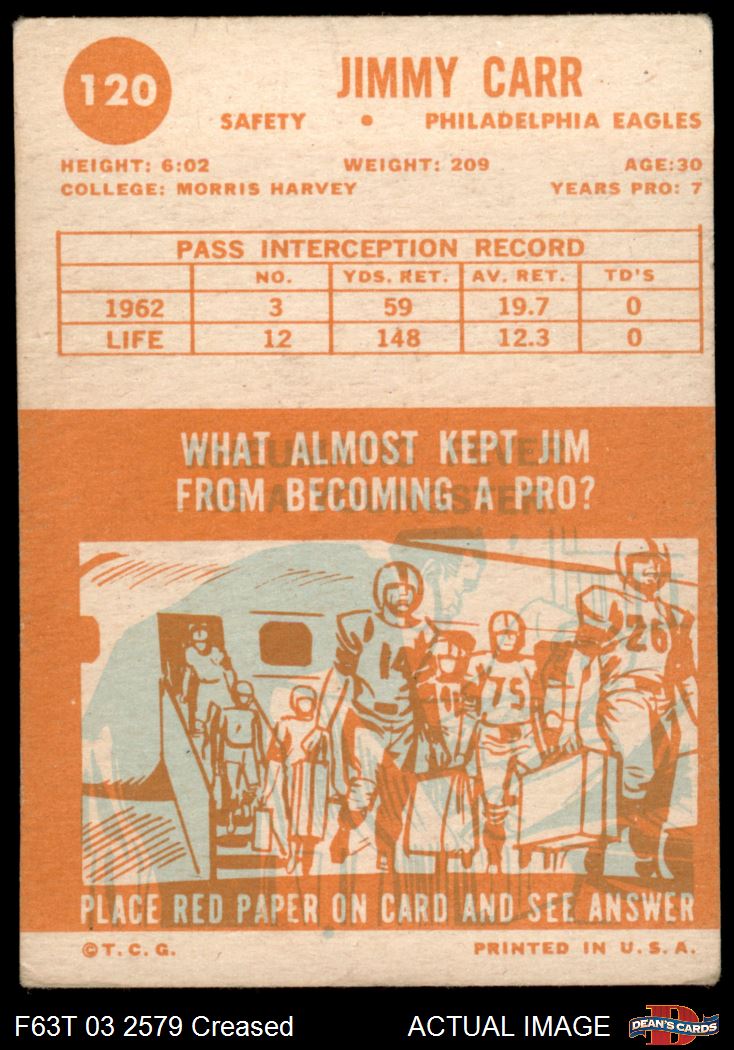 120
JIMMY CARR
SAFETY • PHILADELPHIA EAGLES
HEIGHT: 6:02 WEIGHT: 209 AGE:30
COLLEGE: MORRIS HARVEY YEARS PRO: 7
PASS INTERCEPTION RECORD
NO. YDS. RET. AV. RET. TD'S
1962 3 59 19.7 0
LIFE 12 148 12.3 0
WHAT ALMOST KEPT JIM
FROM BECOMING A PRO?
14
75
26
PLACE RED PAPER ON CARD AND SEE ANSWER
©T.C.G. PRINTED IN U.S.A.
F63T 03 2579 Creased ACTUAL IMAGE DEAN'S CARDS